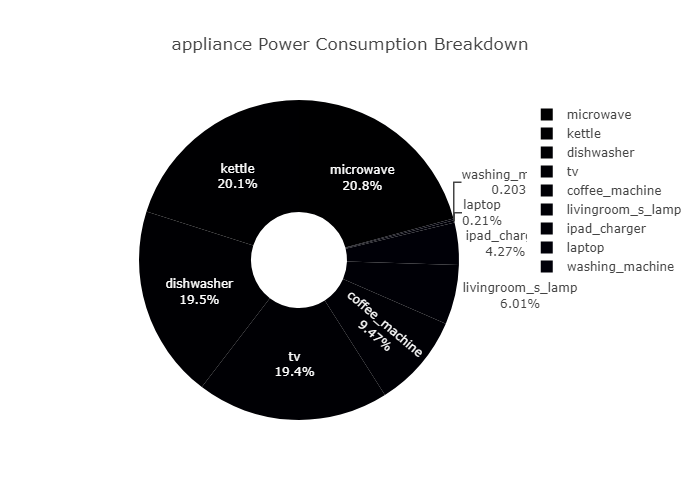 appliance Power Consumption Breakdown
microwave
20.8%
kettle
20.1%
dishwasher
19.5%
tv
19.4%
coffee_machine
9.47%
livingroom_s_lamp
6.01%
ipad_charg
4.27%
laptop
0.21%
washing_m
0.203
microwave
kettle
dishwasher
tv
coffee_machine
livingroom_s_lamp
ipad_charger
laptop
washing_machine